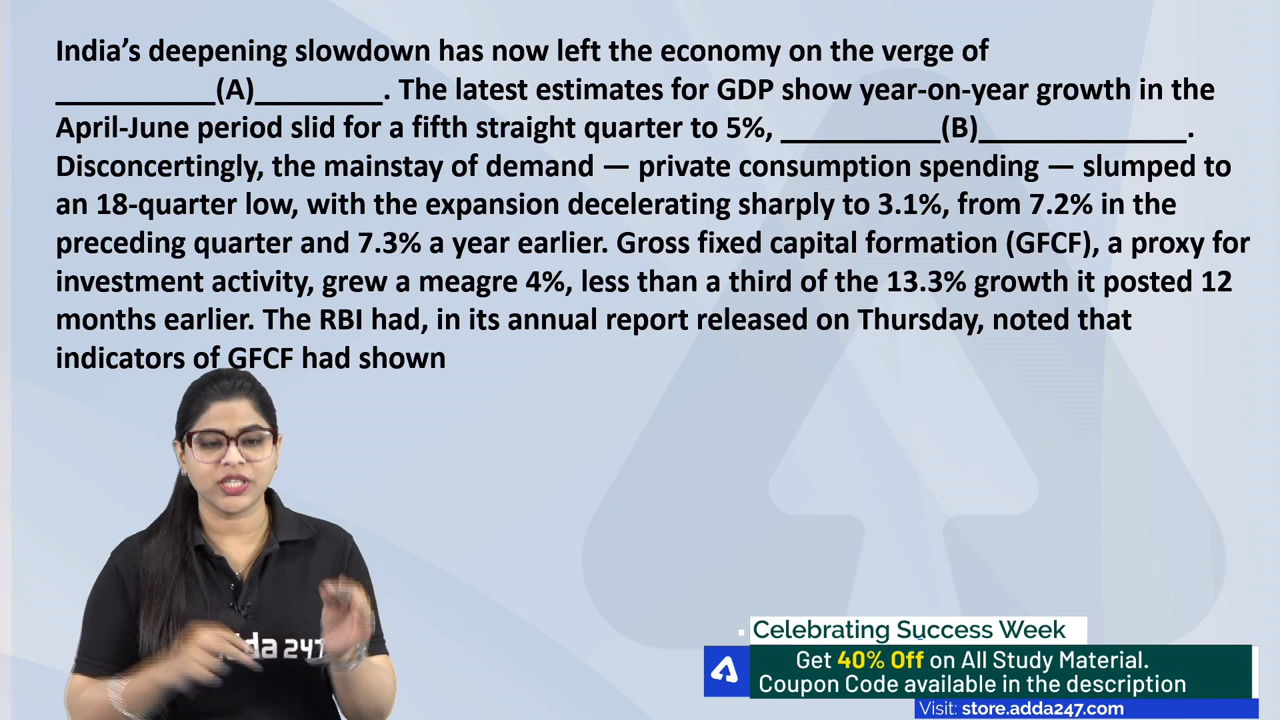 India’s deepening slowdown has now left the economy on the verge of
__________(A)________. The latest estimates for GDP show year-on-year growth in the
April-June period slid for a fifth straight quarter to 5%, __________(B)_____________.
Disconcertingly, the mainstay of demand — private consumption spending — slumped to
an 18-quarter low, with the expansion decelerating sharply to 3.1%, from 7.2% in the
preceding quarter and 7.3% a year earlier. Gross fixed capital formation (GFCF), a proxy for
investment activity, grew a meagre 4%, less than a third of the 13.3% growth it posted 12
months earlier. The RBI had, in its annual report released on Thursday, noted that
indicators of GFCF had shown
247
Celebrating Success Week
Get 40% Off on All Study Material.
Coupon Code available in the description
Visit: store.adda247.com